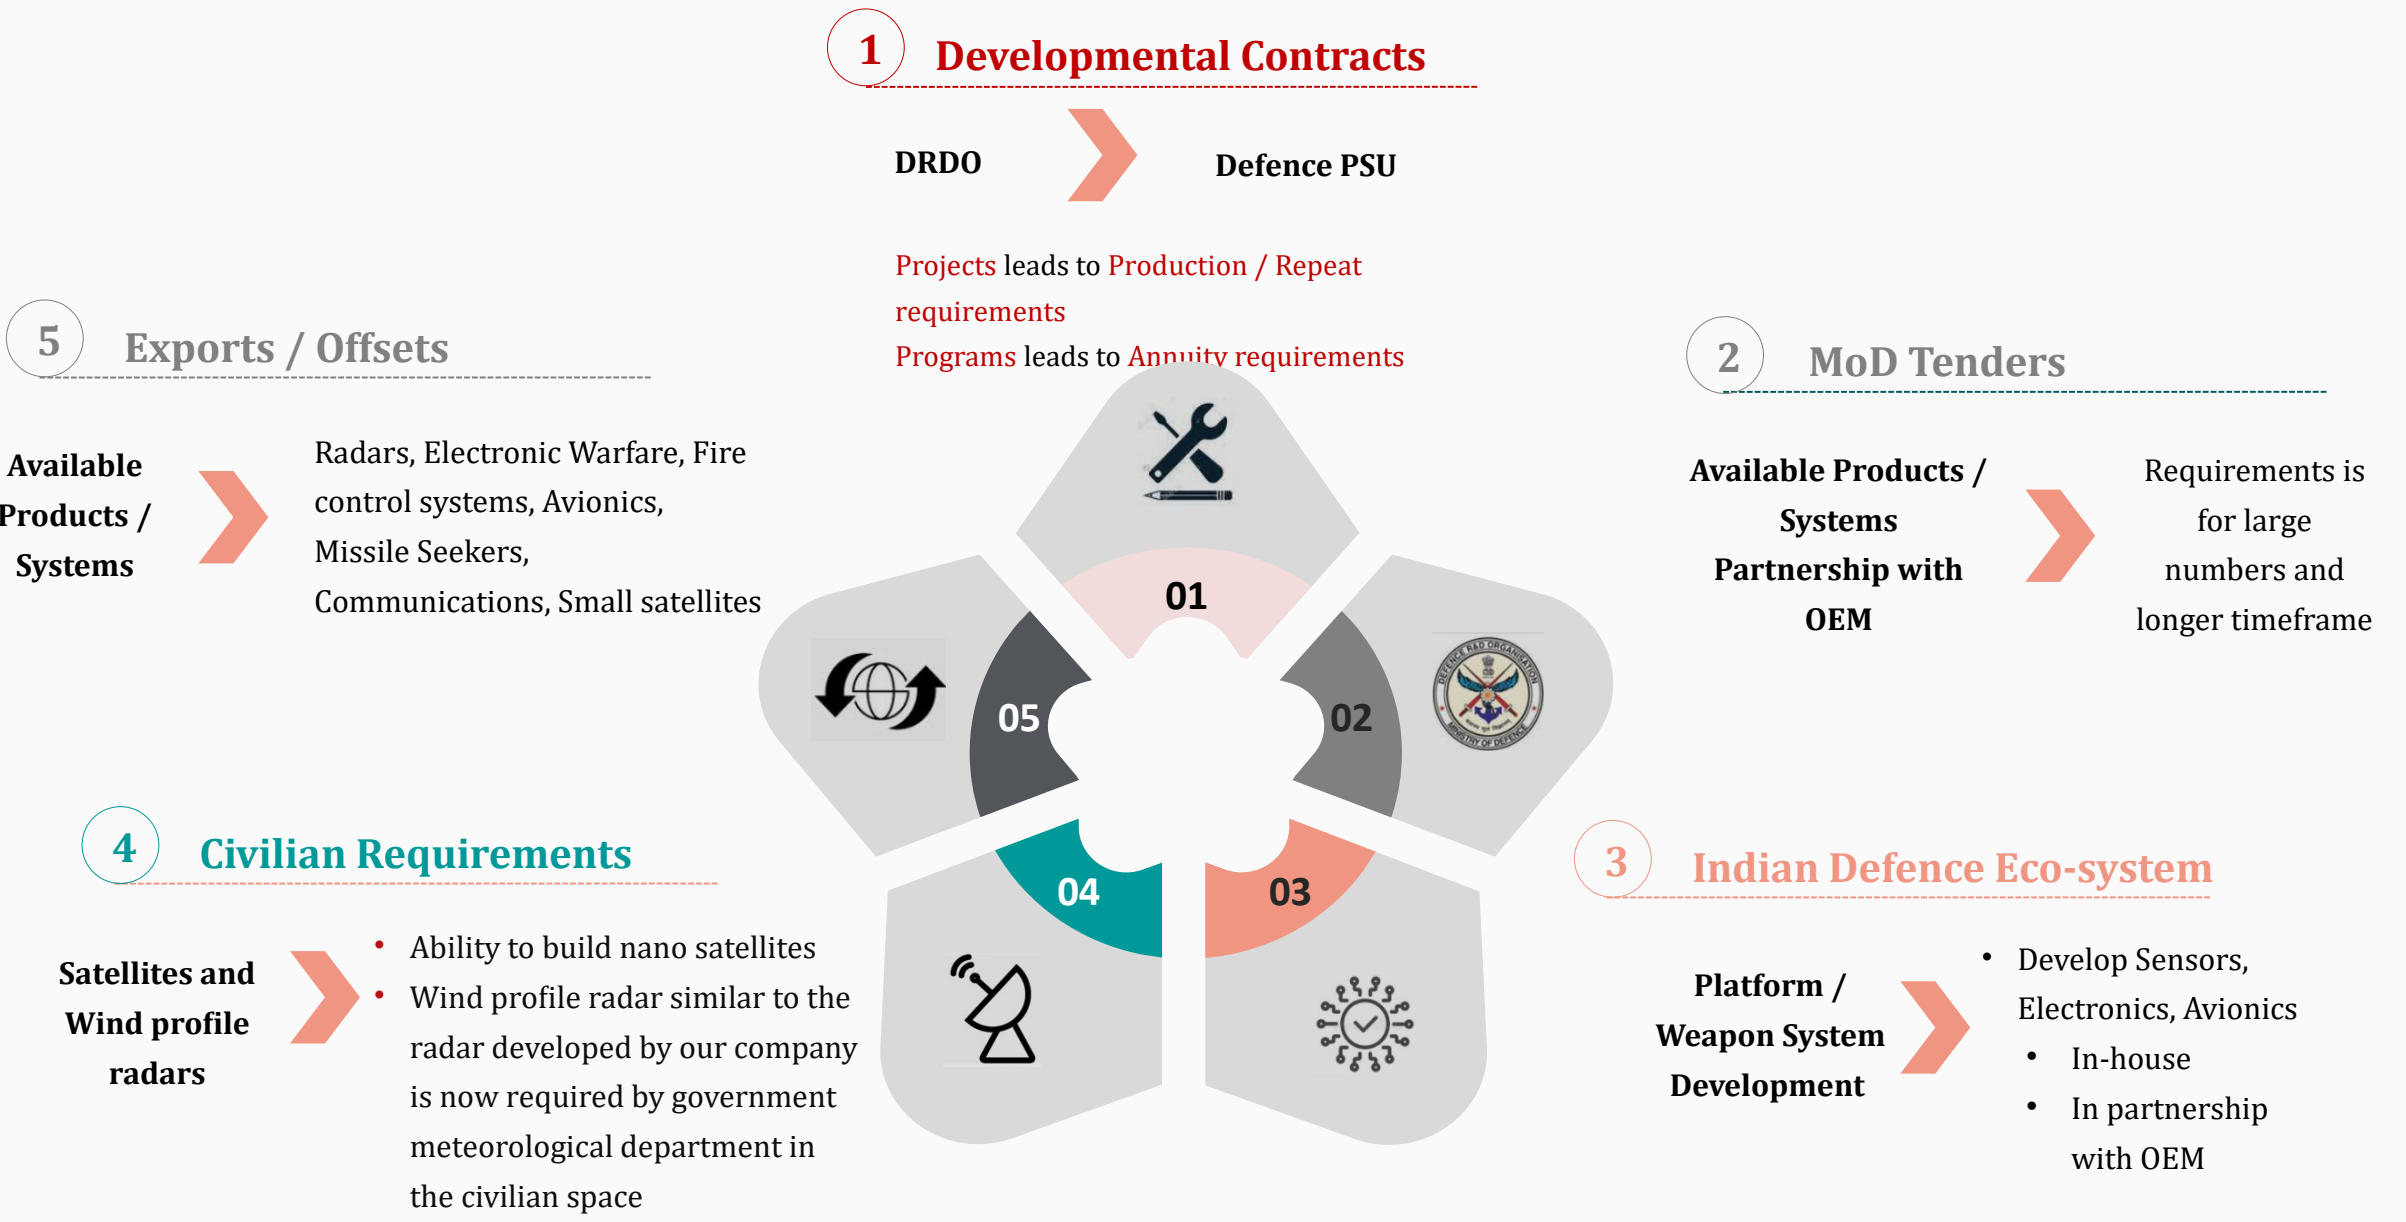 1
Developmental Contracts
DRDO
Defence PSU
Projects leads to Production / Repeat
requirements
Programs leads to Annuity requirements
2
MoD Tenders
Available Products /
Systems
Partnership with
OEM
Requirements is
for large
numbers and
longer timeframe
3
Indian Defence Eco-system
Platform /
Weapon System
Development
• Develop Sensors,
Electronics, Avionics
• In-house
• In partnership
with OEM
4
Civilian Requirements
Satellites and
Wind profile
radars
• Ability to build nano satellites
• Wind profile radar similar to the
radar developed by our company
is now required by government
meteorological department in
the civilian space
5
Exports / Offsets
Available
Products /
Systems
Radars, Electronic Warfare, Fire
control systems, Avionics,
Missile Seekers,
Communications, Small satellites
01
02
03
04
05
DEFENCE R&D ORGANISATION
MINISTRY OF DEFENCE